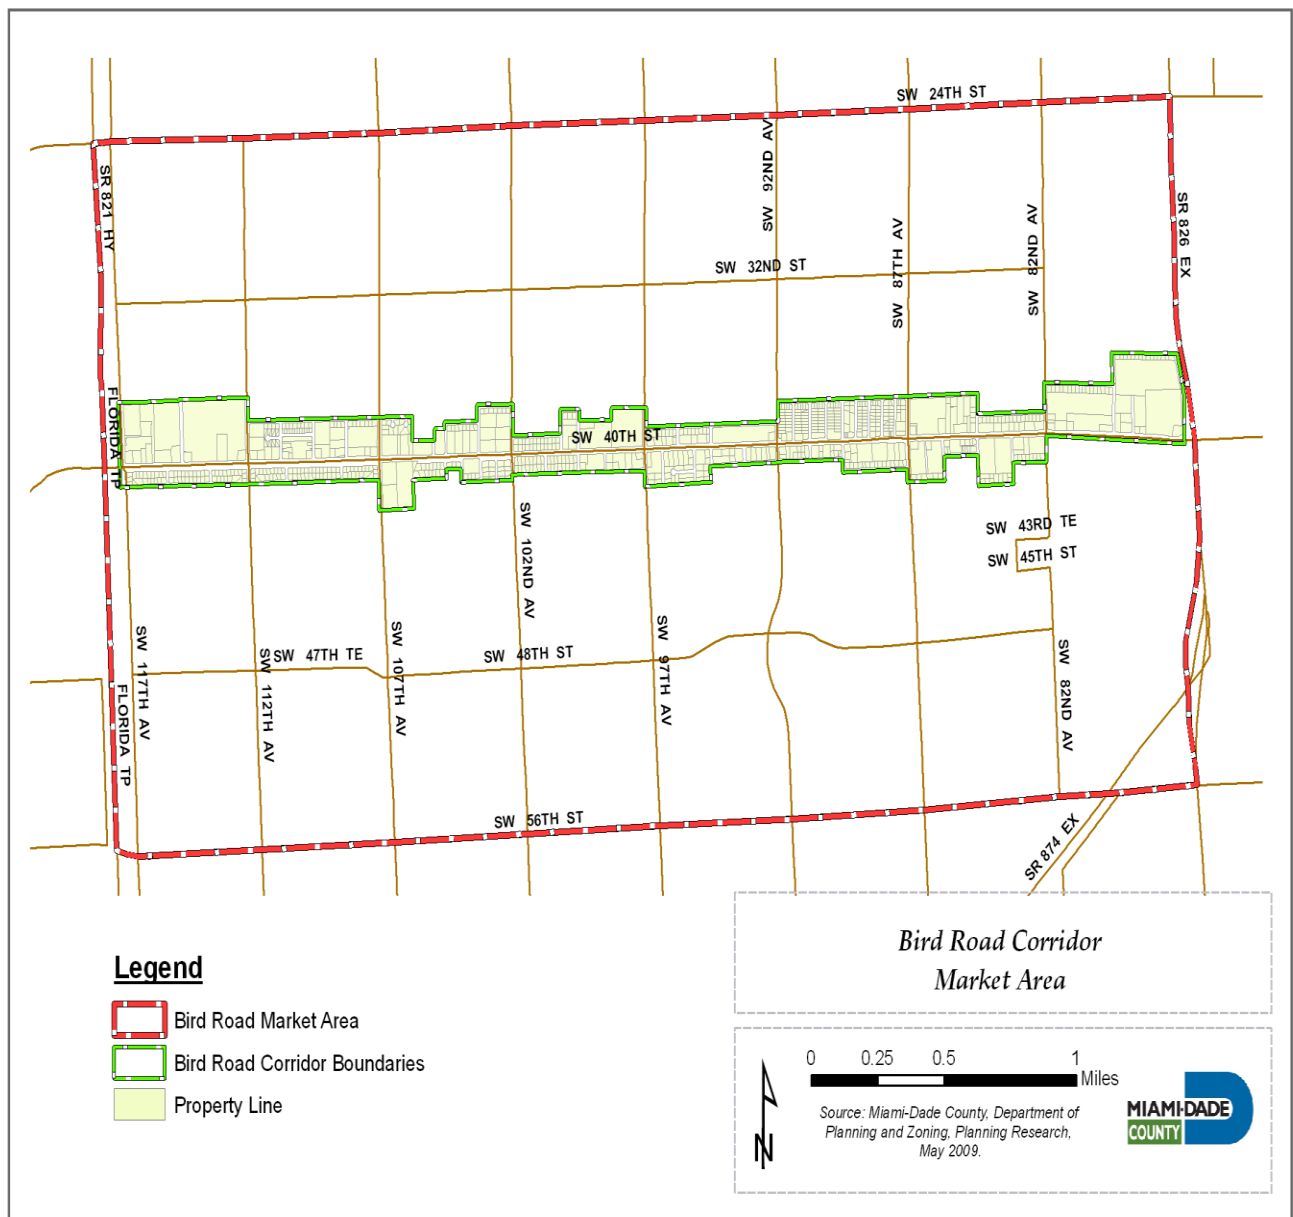 SW 24TH ST
SW 92ND AV
SR 821 HY
SR 826 EX
SW 87TH AV
SW 82ND AV
SW 32ND ST
FLORIDA TP
SW 40TH ST
SW 102ND AV
SW 43RD TE
SW 45TH ST
SW 117TH AV
SW 112TH AV
SW 47TH TE
SW 107TH AV
SW 48TH ST
SW 97TH AV
SW 82ND AV
FLORIDA TP
SW 56TH ST
SR 874 EX
Bird Road Corridor
Market Area
Legend
Bird Road Market Area
Bird Road Corridor Boundaries
Property Line
0 0.25 0.5 1
Miles
Source: Miami-Dade County, Department of
Planning and Zoning, Planning Research,
May 2009.
N
MIAMI-DADE
COUNTY